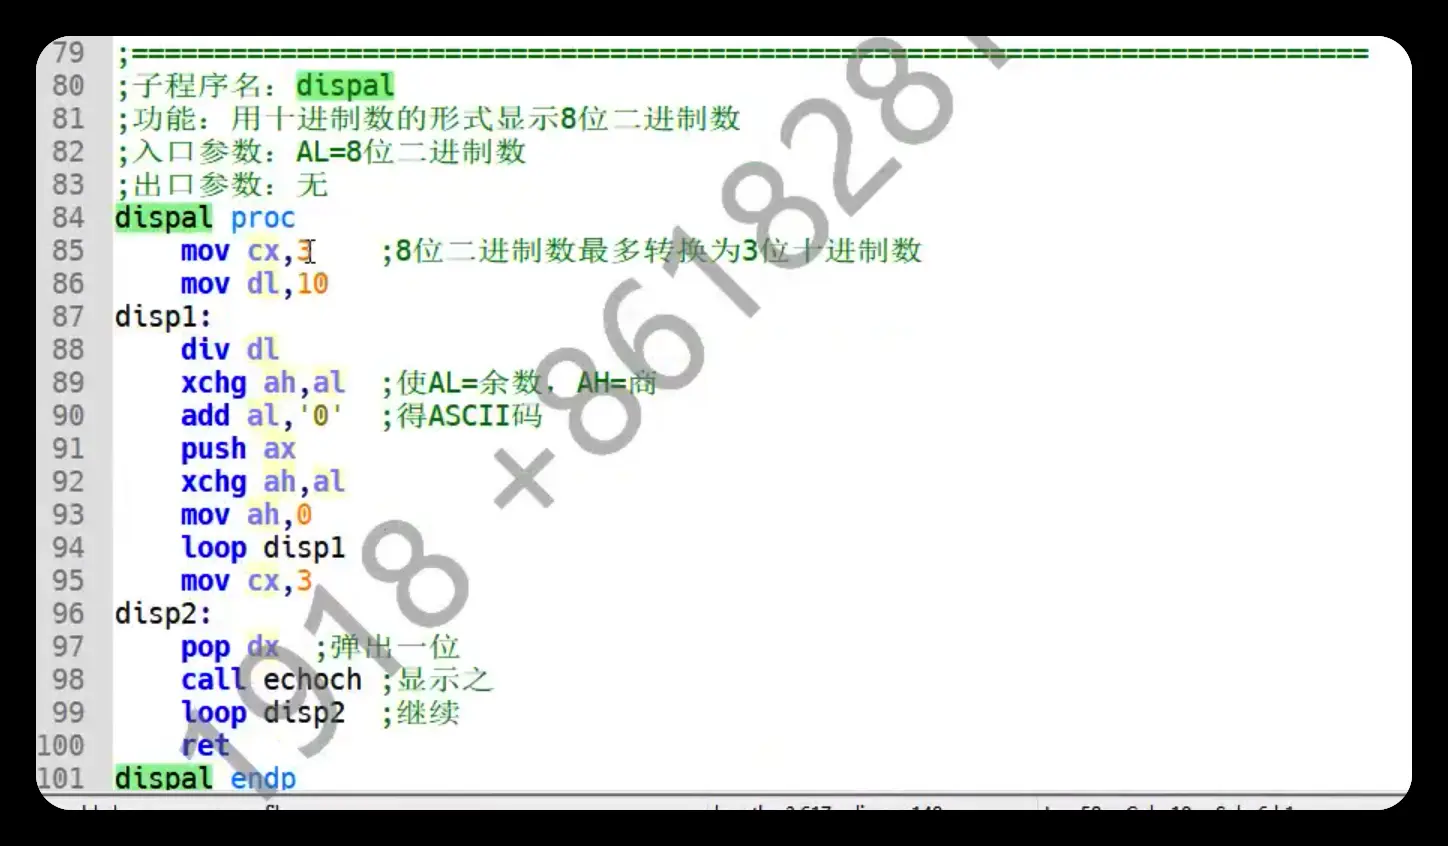 79 ;===========================================================================
80 ;子程序名：dispal
81 ;功能：用十进制数的形式显示8位二进制数
82 ;入口参数：AL=8位二进制数
83 ;出口参数：无
84 dispal proc
85 mov cx,3 ;8位二进制数最多转换为3位十进制数
86 mov dl,10
87 disp1:
88 div dl
89 xchg ah,al ;使AL=余数，AH=商
90 add al,'0' ;得ASCII码
91 push ax
92 xchg ah,al
93 mov ah,0
94 loop disp1
95 mov cx,3
96 disp2:
97 pop dx ;弹出一位
98 call echoch ;显示之
99 loop disp2 ;继续
100 ret
101 dispal endp
1918 +8618281